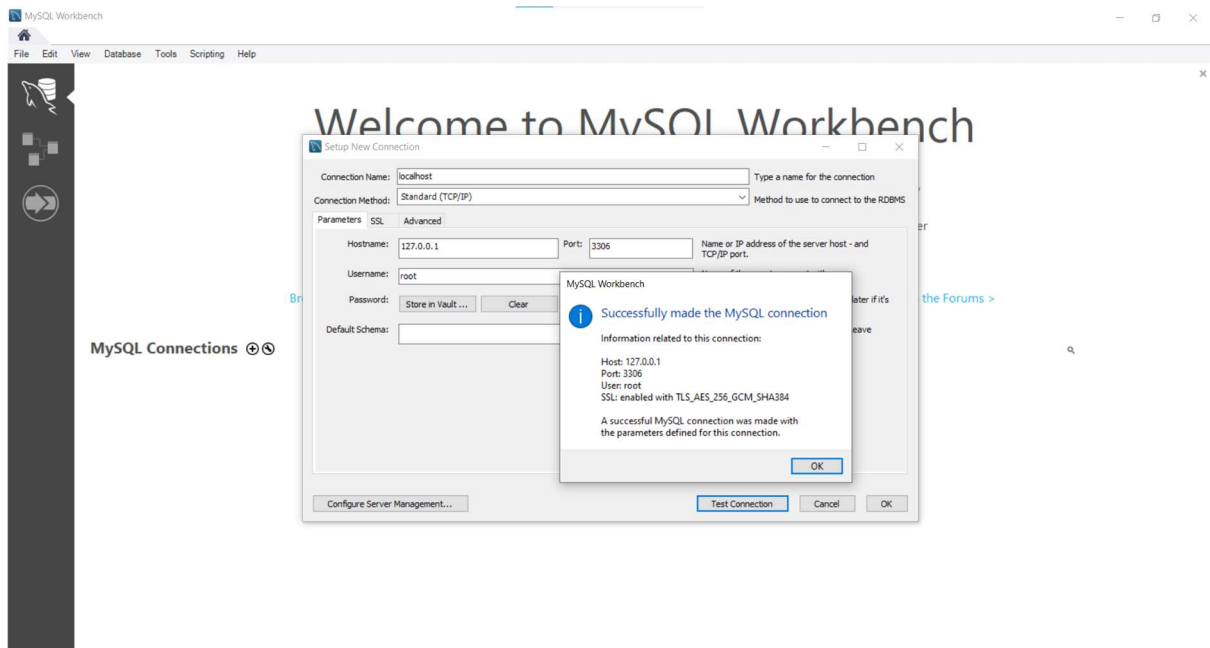 MySQL Workbench
File Edit View Database Tools Scripting Help
Welcome to MySQL Workbench
Setup New Connection
Connection Name: localhost Type a name for the connection
Connection Method: Standard (TCP/IP) Method to use to connect to the RDBMS
Parameters SSL Advanced
Hostname: 127.0.0.1 Port: 3306 Name or IP address of the server host - and
TCP/IP port.
Username: root
Password: Store in Vault ... Clear later if it's
Default Schema:
the Forums >
MySQL Connections
MySQL Workbench
Successfully made the MySQL connection
Information related to this connection:
Host: 127.0.0.1
Port: 3306
User: root
SSL: enabled with TLS_AES_256_GCM_SHA384
A successful MySQL connection was made with
the parameters defined for this connection.
OK
Configure Server Management... Test Connection Cancel OK